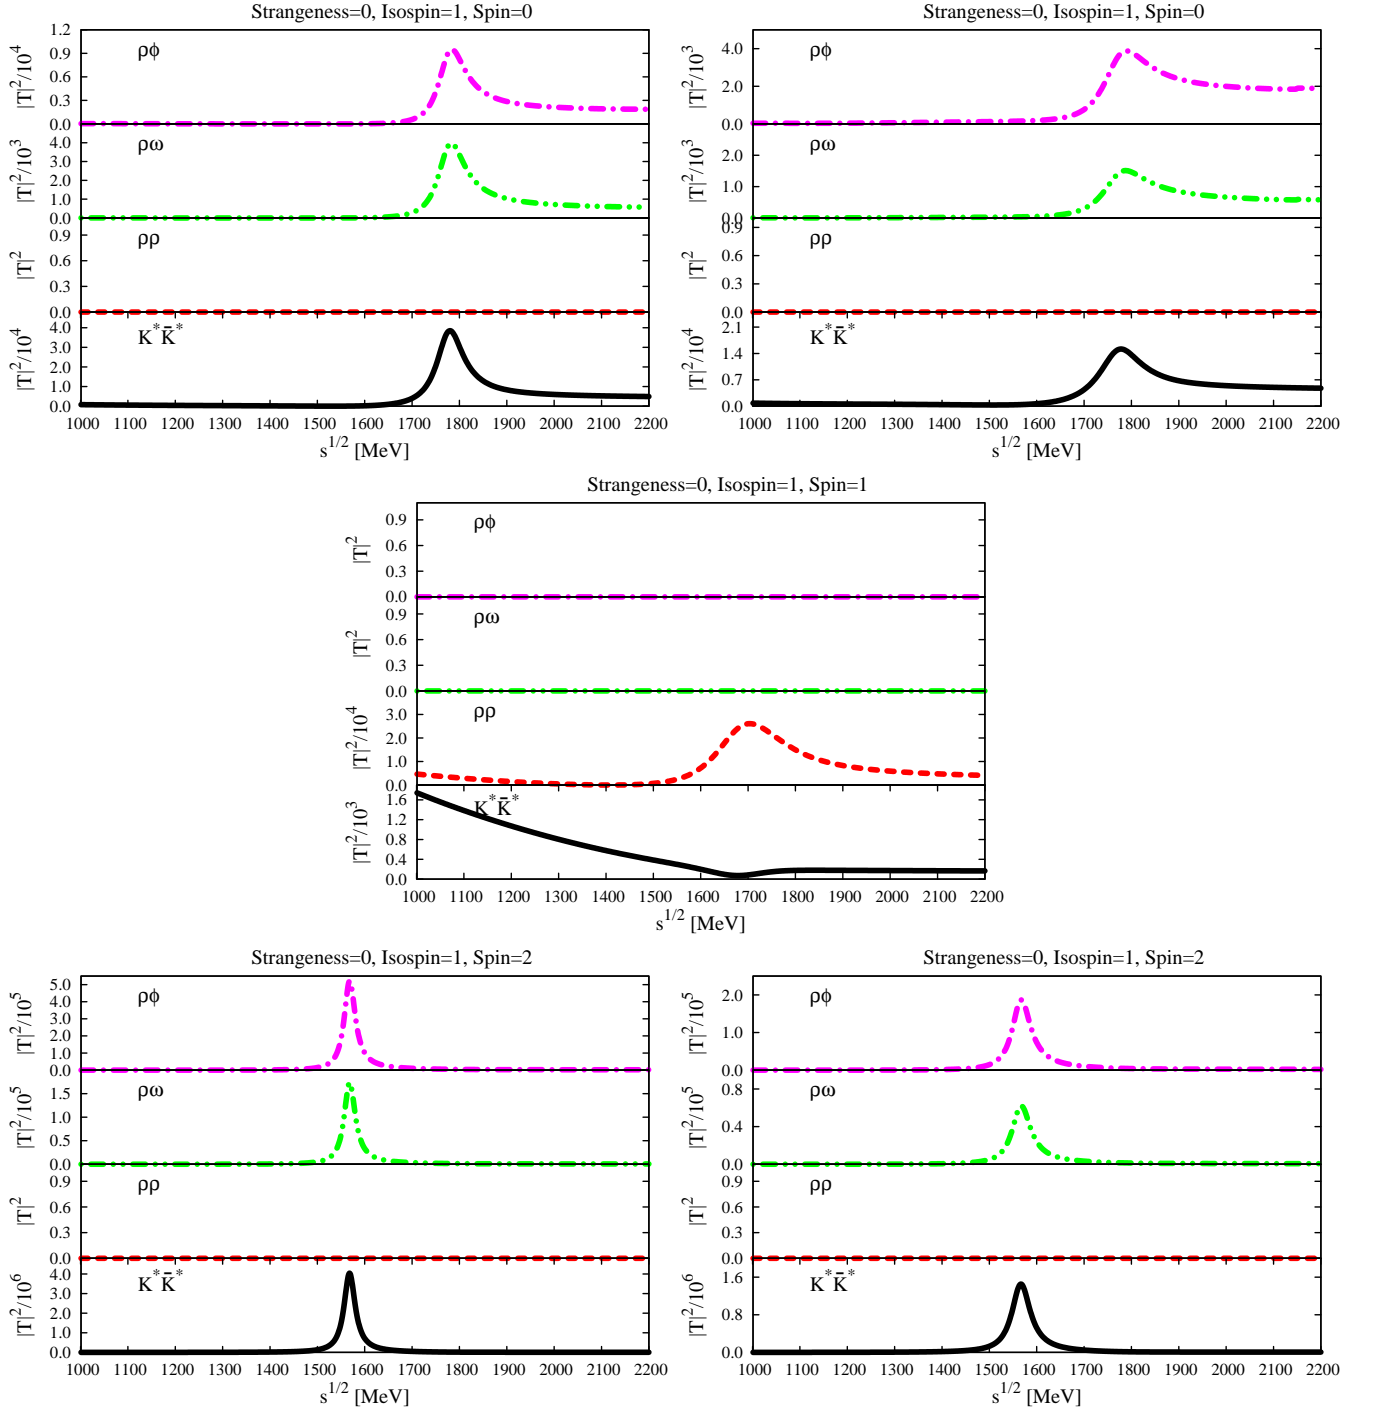 Strangeness=0, Isospin=1, Spin=0
|T|²/10⁴
1.2
0.9
0.6
0.3
0.0
ρϕ
|T|²/10³
4.0
3.0
2.0
1.0
0.0
ρω
|T|²
0.9
0.6
0.3
0.0
ρρ
|T|²/10⁴
4.0
3.0
2.0
1.0
0.0
K*K̄*
1000 1100 1200 1300 1400 1500 1600 1700 1800 1900 2000 2100 2200
s^1/2 [MeV]
Strangeness=0, Isospin=1, Spin=0
|T|²/10³
4.0
2.0
0.0
ρϕ
|T|²/10³
2.0
1.0
0.0
ρω
|T|²
0.9
0.6
0.3
0.0
ρρ
|T|²/10⁴
2.1
1.4
0.7
0.0
K*K̄*
1000 1100 1200 1300 1400 1500 1600 1700 1800 1900 2000 2100 2200
s^1/2 [MeV]
Strangeness=0, Isospin=1, Spin=1
|T|²
0.9
0.6
0.3
0.0
ρϕ
|T|²
0.9
0.6
0.3
0.0
ρω
|T|²/10⁴
3.0
2.0
1.0
0.0
ρρ
|T|²/10³
1.6
1.2
0.8
0.4
0.0
K*K̄*
1000 1100 1200 1300 1400 1500 1600 1700 1800 1900 2000 2100 2200
s^1/2 [MeV]
Strangeness=0, Isospin=1, Spin=2
|T|²/10⁵
5.0
4.0
3.0
2.0
1.0
0.0
ρϕ
|T|²/10⁵
1.5
1.0
0.5
0.0
ρω
|T|²
0.9
0.6
0.3
0.0
ρρ
|T|²/10⁶
4.0
3.0
2.0
1.0
0.0
K*K̄*
1000 1100 1200 1300 1400 1500 1600 1700 1800 1900 2000 2100 2200
s^1/2 [MeV]
Strangeness=0, Isospin=1, Spin=2
|T|²/10⁵
2.0
1.0
0.0
ρϕ
|T|²/10⁵
0.8
0.4
0.0
ρω
|T|²
0.9
0.6
0.3
0.0
ρρ
|T|²/10⁶
1.6
0.8
0.0
K*K̄*
1000 1100 1200 1300 1400 1500 1600 1700 1800 1900 2000 2100 2200
s^1/2 [MeV]